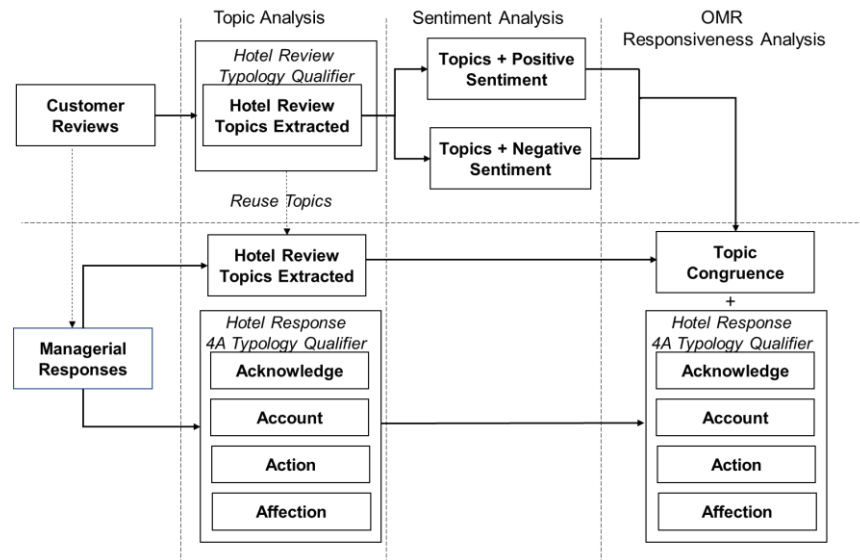 Topic Analysis
Sentiment Analysis
OMR
Responsiveness Analysis
Hotel Review
Typology Qualifier
Customer
Reviews
Hotel Review
Topics Extracted
Topics + Positive
Sentiment
Topics + Negative
Sentiment
Reuse Topics
Hotel Review
Topics Extracted
Topic
Congruence
+
Managerial
Responses
Hotel Response
4A Typology Qualifier
Acknowledge
Account
Action
Affection
Hotel Response
4A Typology Qualifier
Acknowledge
Account
Action
Affection